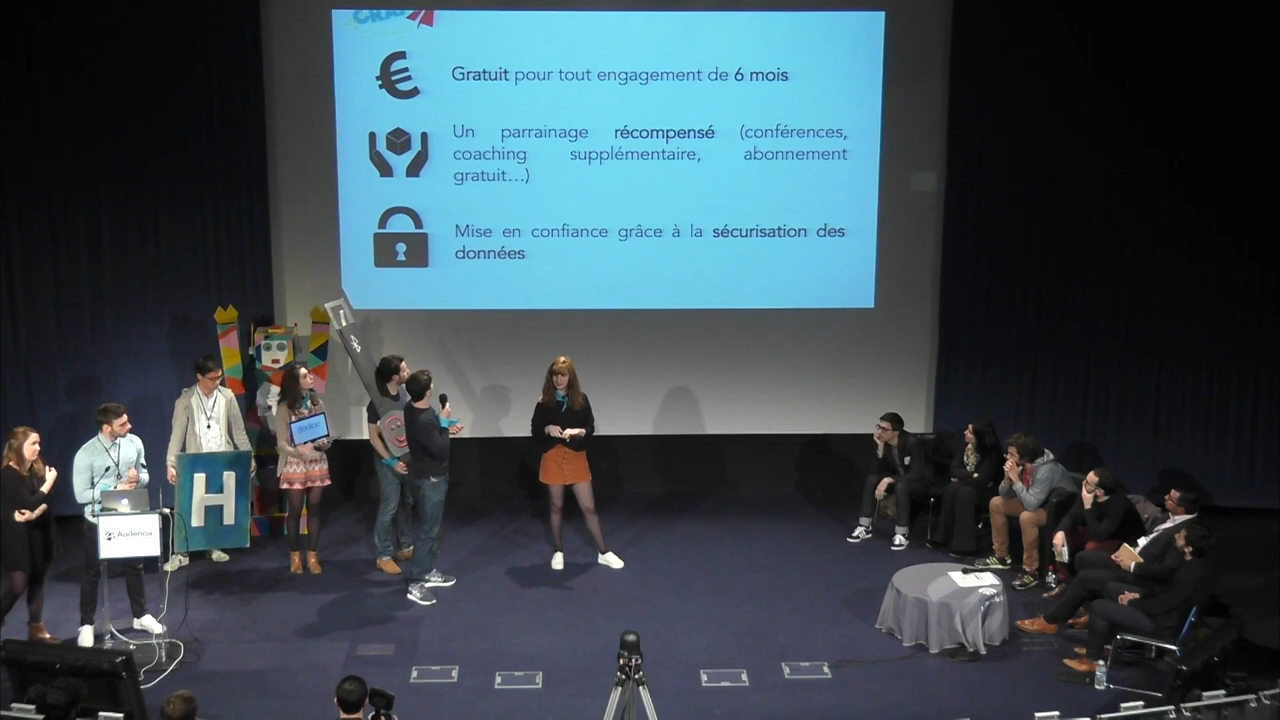 € Gratuit pour tout engagement de 6 mois
Un parrainage récompensé (conférences,
coaching supplémentaire, abonnement
gratuit...)
Mise en confiance grâce à la sécurisation des
données
H
Audencia